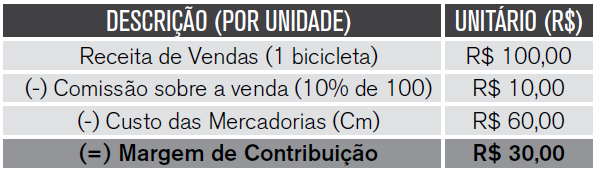 DESCRIÇÃO (POR UNIDADE) UNITÁRIO (R$)
Receita de Vendas (1 bicicleta) R$ 100,00
(-) Comissão sobre a venda (10% de 100) R$ 10,00
(-) Custo das Mercadorias (Cm) R$ 60,00
(=) Margem de Contribuição R$ 30,00